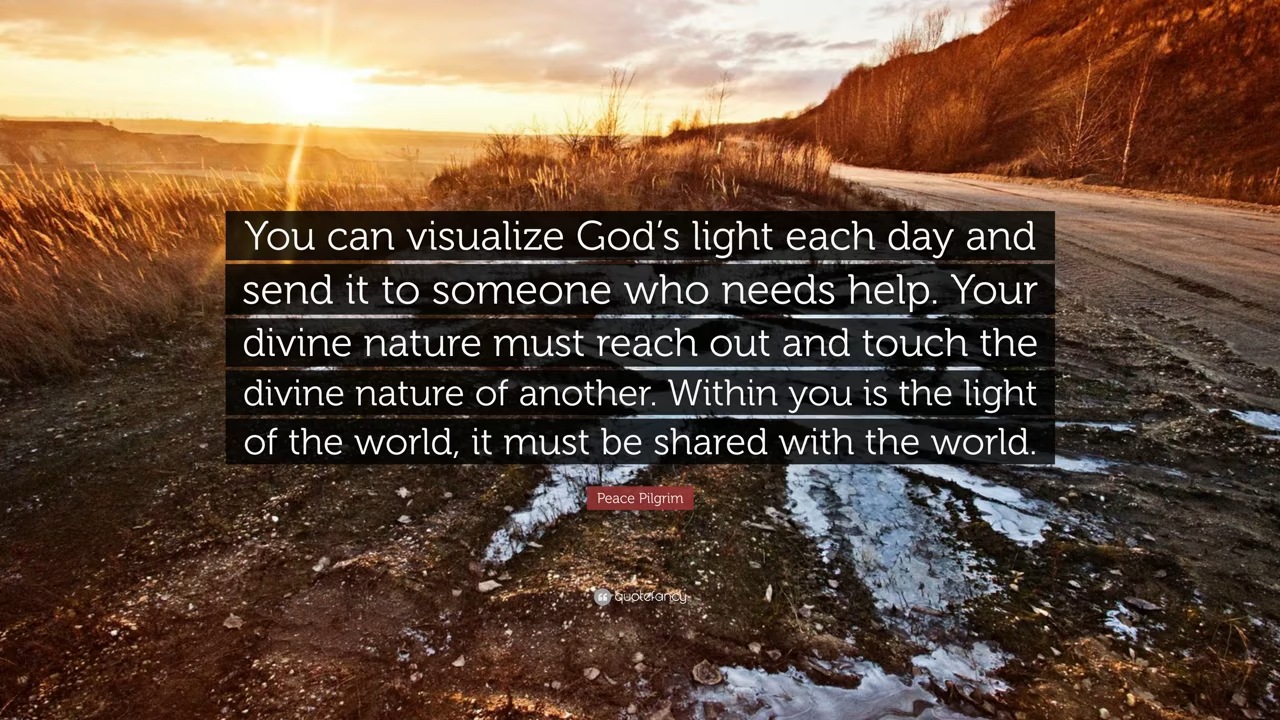 You can visualize God’s light each day and
send it to someone who needs help. Your
divine nature must reach out and touch the
divine nature of another. Within you is the light
of the world, it must be shared with the world.
Peace Pilgrim
quotefancy